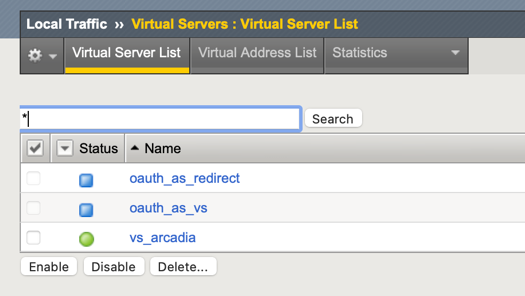 Local Traffic ›› Virtual Servers : Virtual Server List
Virtual Server List Virtual Address List Statistics
* Search
Status Name
oauth_as_redirect
oauth_as_vs
vs_arcadia
Enable Disable Delete...